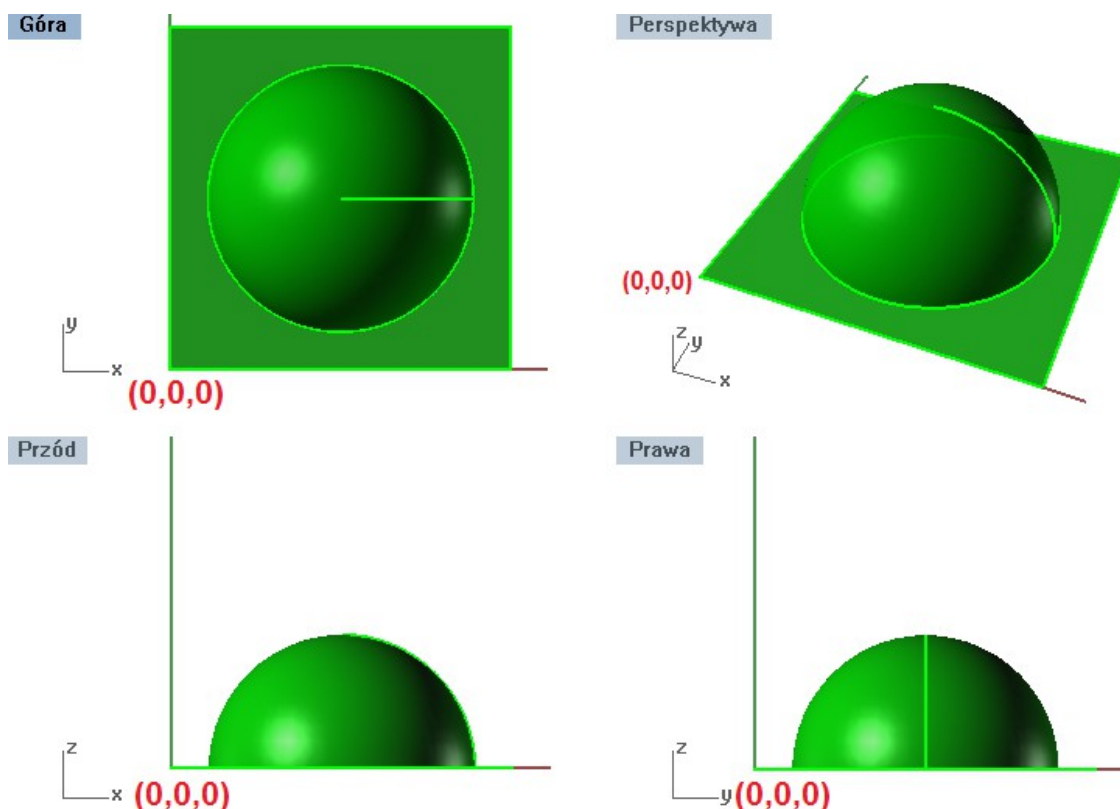 Góra
Perspektywa
y
x
(0,0,0)
(0,0,0)
z
y
x
Przód
Prawa
z
x
(0,0,0)
z
y
(0,0,0)